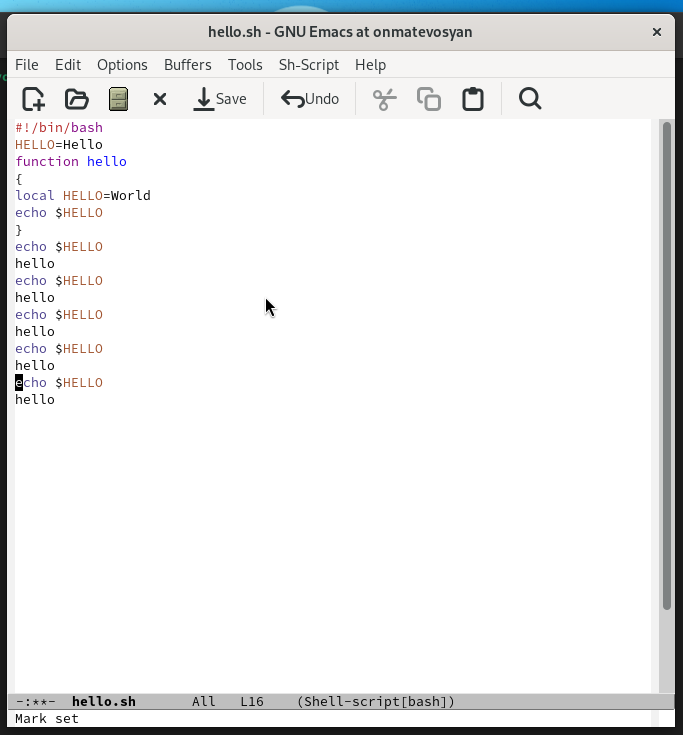 hello.sh - GNU Emacs at onmatevosyan
File Edit Options Buffers Tools Sh-Script Help
Save Undo
#!/bin/bash
HELLO=Hello
function hello
{
local HELLO=World
echo $HELLO
}
echo $HELLO
hello
echo $HELLO
hello
echo $HELLO
hello
echo $HELLO
hello
echo $HELLO
hello
-:**- hello.sh All L16 (Shell-script[bash])
Mark set